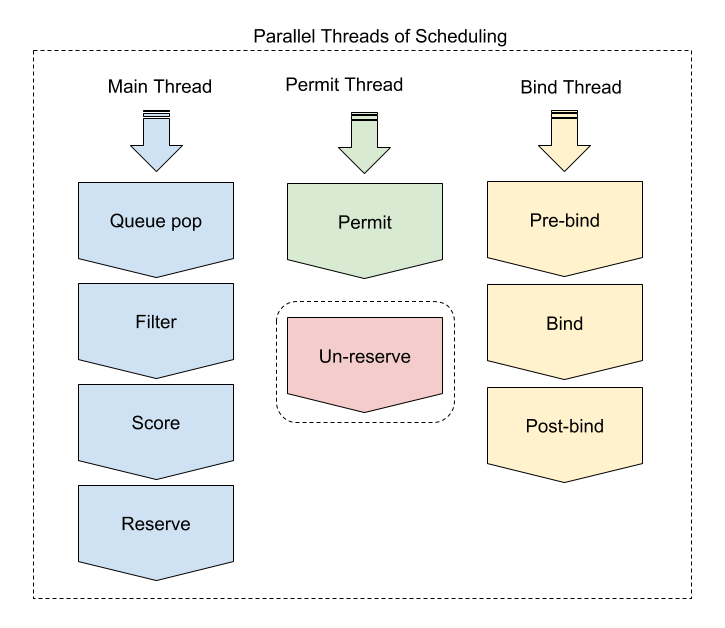 Parallel Threads of Scheduling
Main Thread
Permit Thread
Bind Thread
Queue pop
Filter
Score
Reserve
Permit
Un-reserve
Pre-bind
Bind
Post-bind